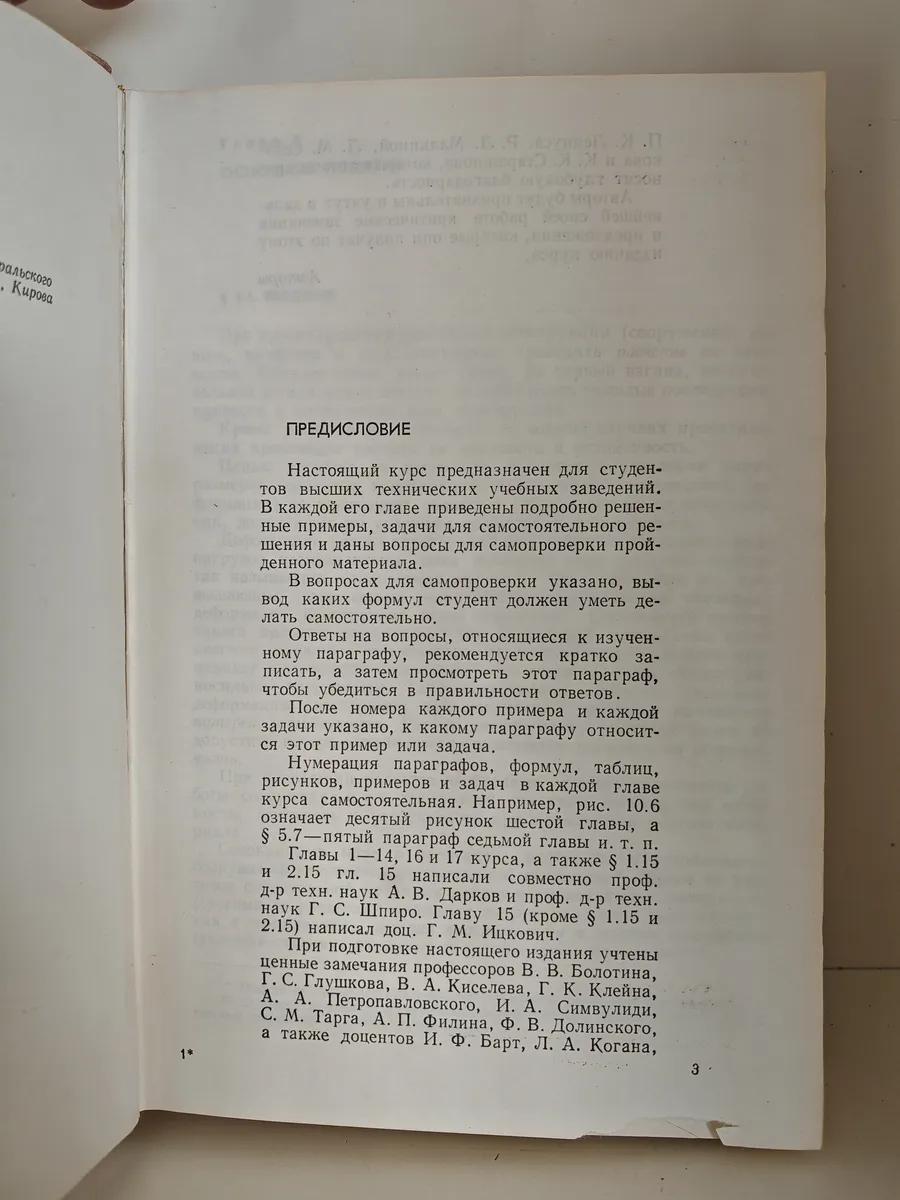 ральского
Кирова
ПРЕДИСЛОВИЕ
Настоящий курс предназначен для студен-
тов высших технических учебных заведений.
В каждой его главе приведены подробно решен-
ные примеры, задачи для самостоятельного ре-
шения и даны вопросы для самопроверки прой-
денного материала.
В вопросах для самопроверки указано, вы-
вод каких формул студент должен уметь де-
лать самостоятельно.
Ответы на вопросы, относящиеся к изучен-
ному параграфу, рекомендуется кратко за-
писать, а затем просмотреть этот параграф,
чтобы убедиться в правильности ответов.
После номера каждого примера и каждой
задачи указано, к какому параграфу относит-
ся этот пример или задача.
Нумерация параграфов, формул, таблиц,
рисунков, примеров и задач в каждой главе
курса самостоятельная. Например, рис. 10.6
означает десятый рисунок шестой главы, а
§ 5.7—пятый параграф седьмой главы и. т. п.
Главы 1—14, 16 и 17 курса, а также § 1.15
и 2.15 гл. 15 написали совместно проф.
д-р техн. наук А. В. Дарков и проф. д-р техн.
наук Г. С. Шпиро. Главу 15 (кроме § 1.15 и
2.15) написал доц. Г. М. Ицкович.
При подготовке настоящего издания учтены
ценные замечания профессоров В. В. Болотина,
Г. С. Глушкова, В. А. Киселева, Г. К. Клейна,
А. А. Петропавловского, И. А. Симвулиди,
С. М. Тарга, А. П. Филина, Ф. В. Долинского,
а также доцентов И. Ф. Барт, Л. А. Когана,
1*
3